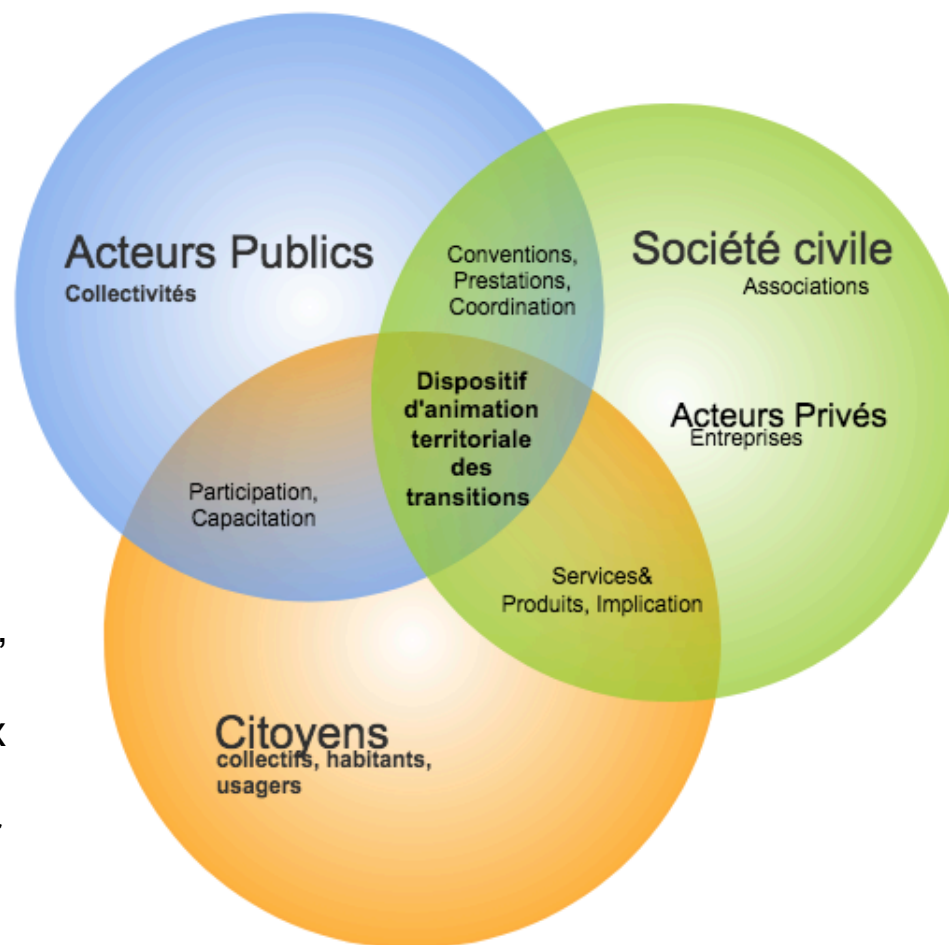 Acteurs Publics
Collectivités
Conventions,
Prestations,
Coordination
Société civile
Associations
Acteurs Privés
Entreprises
Dispositif
d'animation
territoriale
des
transitions
Participation,
Capacitation
Services&
Produits, Implication
Citoyens
collectifs, habitants,
usagers
,
x